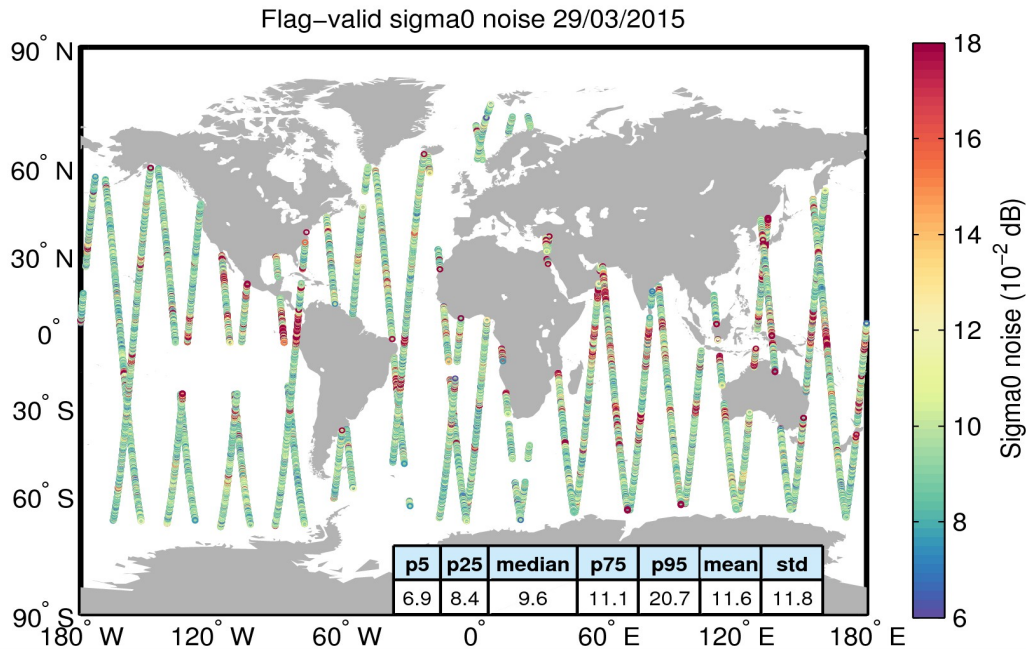 Flag−valid sigma0 noise 29/03/2015
90° N
60° N
30° N
0°
30° S
60° S
90° S
180° W
120° W
60° W
0°
60° E
120° E
180° E
18
16
14
12
10
8
6
Sigma0 noise (10−2 dB)
p5 p25 median p75 p95 mean std
6.9 8.4 9.6 11.1 20.7 11.6 11.8